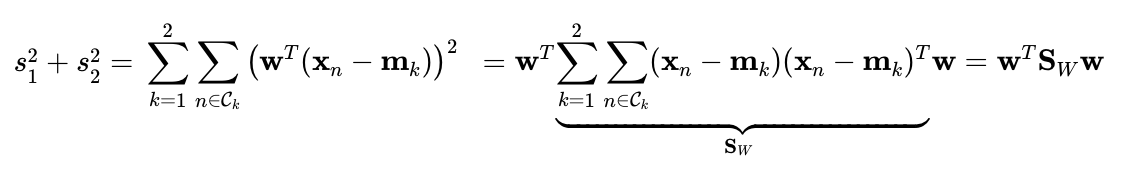 $s_1^2 + s_2^2 = \sum_{k=1}^{2} \sum_{n \in \mathcal{C}_k} \left( \mathbf{w}^T (\mathbf{x}_n - \mathbf{m}_k) \right)^2 = \mathbf{w}^T \underbrace{\sum_{k=1}^{2} \sum_{n \in \mathcal{C}_k} (\mathbf{x}_n - \mathbf{m}_k)(\mathbf{x}_n - \mathbf{m}_k)^T}_{\mathbf{S}_W} \mathbf{w} = \mathbf{w}^T \mathbf{S}_W \mathbf{w}$